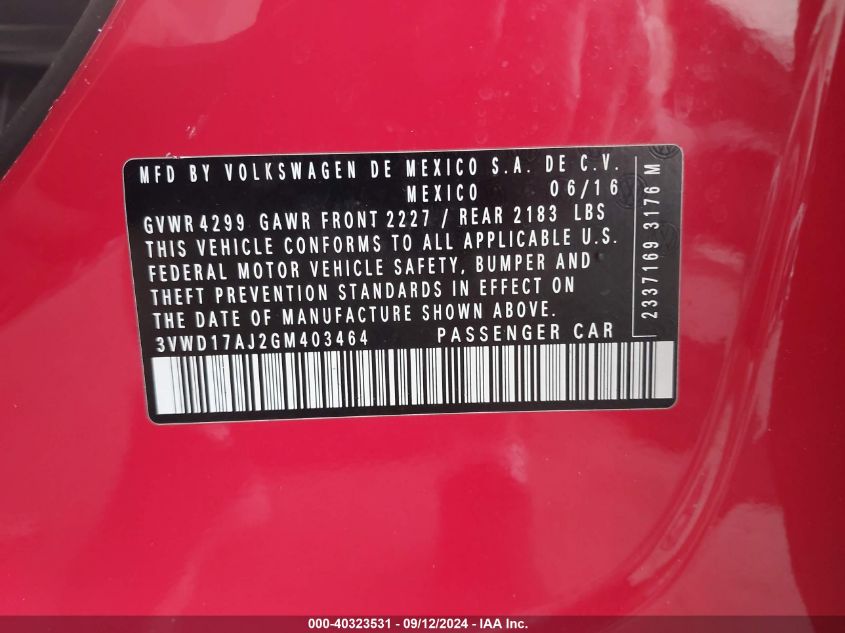 MFD BY VOLKSWAGEN DE MEXICO S.A. DE C.V.
MEXICO 06/16
GVWR 4299 GAWR FRONT 2227 / REAR 2183 LBS
THIS VEHICLE CONFORMS TO ALL APPLICABLE U.S.
FEDERAL MOTOR VEHICLE SAFETY, BUMPER AND
THEFT PREVENTION STANDARDS IN EFFECT ON
THE DATE OF MANUFACTURE SHOWN ABOVE.
3VWD17AJ2GM403464 PASSENGER CAR
2337169 3176 M
000-40323531 - 09/12/2024 - IAA Inc.